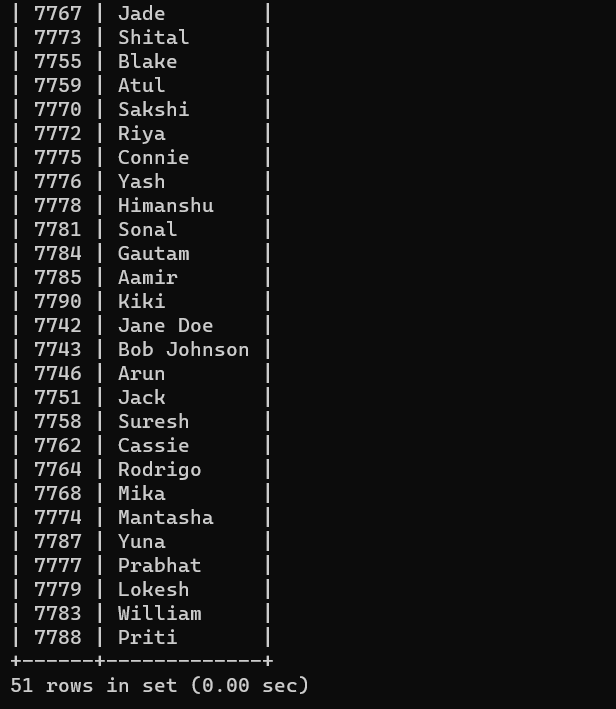 | 7767 | Jade        |
| 7773 | Shital      |
| 7755 | Blake       |
| 7759 | Atul        |
| 7770 | Sakshi      |
| 7772 | Riya        |
| 7775 | Connie      |
| 7776 | Yash        |
| 7778 | Himanshu    |
| 7781 | Sonal       |
| 7784 | Gautam      |
| 7785 | Aamir       |
| 7790 | Kiki        |
| 7742 | Jane Doe    |
| 7743 | Bob Johnson |
| 7746 | Arun        |
| 7751 | Jack        |
| 7758 | Suresh      |
| 7762 | Cassie      |
| 7764 | Rodrigo     |
| 7768 | Mika        |
| 7774 | Mantasha    |
| 7787 | Yuna        |
| 7777 | Prabhat     |
| 7779 | Lokesh      |
| 7783 | William     |
| 7788 | Priti       |
+------+-------------+
51 rows in set (0.00 sec)